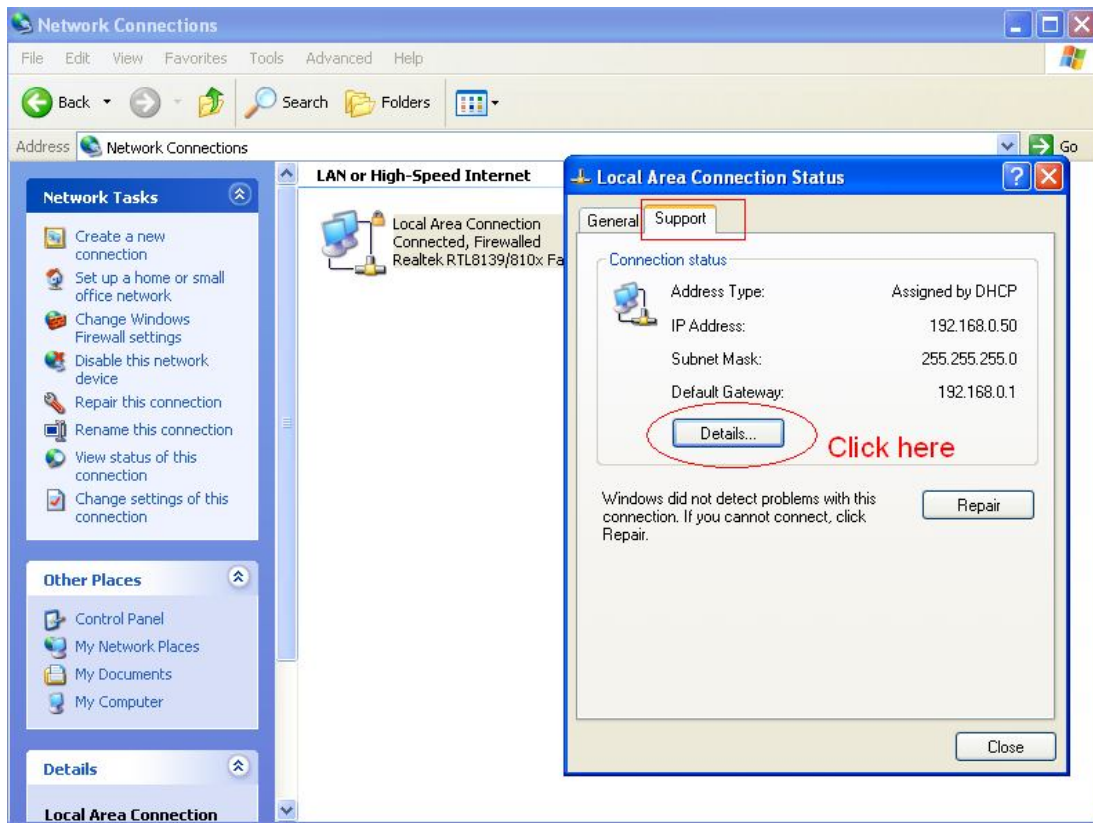 Network Connections
File Edit View Favorites Tools Advanced Help
Back Search Folders
Address Network Connections Go
Network Tasks
Create a new
connection
Set up a home or small
office network
Change Windows
Firewall settings
Disable this network
device
Repair this connection
Rename this connection
View status of this
connection
Change settings of this
connection
Other Places
Control Panel
My Network Places
My Documents
My Computer
Details
Local Area Connection
LAN or High-Speed Internet
Local Area Connection
Connected, Firewalled
Realtek RTL8139/810x Fa
Local Area Connection Status
General Support
Connection status
Address Type: Assigned by DHCP
IP Address: 192.168.0.50
Subnet Mask: 255.255.255.0
Default Gateway: 192.168.0.1
Details...
Click here
Windows did not detect problems with this
connection. If you cannot connect, click
Repair.
Repair
Close